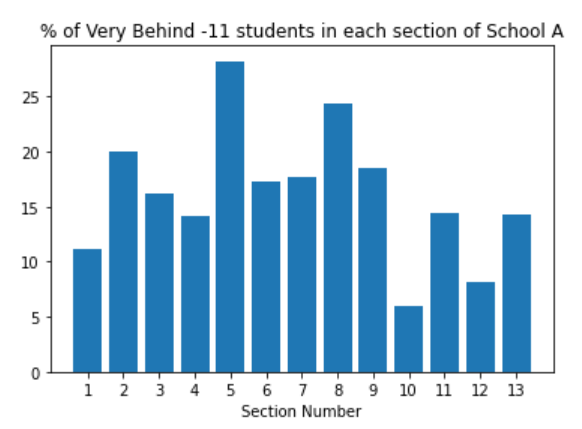 % of Very Behind -11 students in each section of School A
25
20
15
10
5
0
1 2 3 4 5 6 7 8 9 10 11 12 13
Section Number